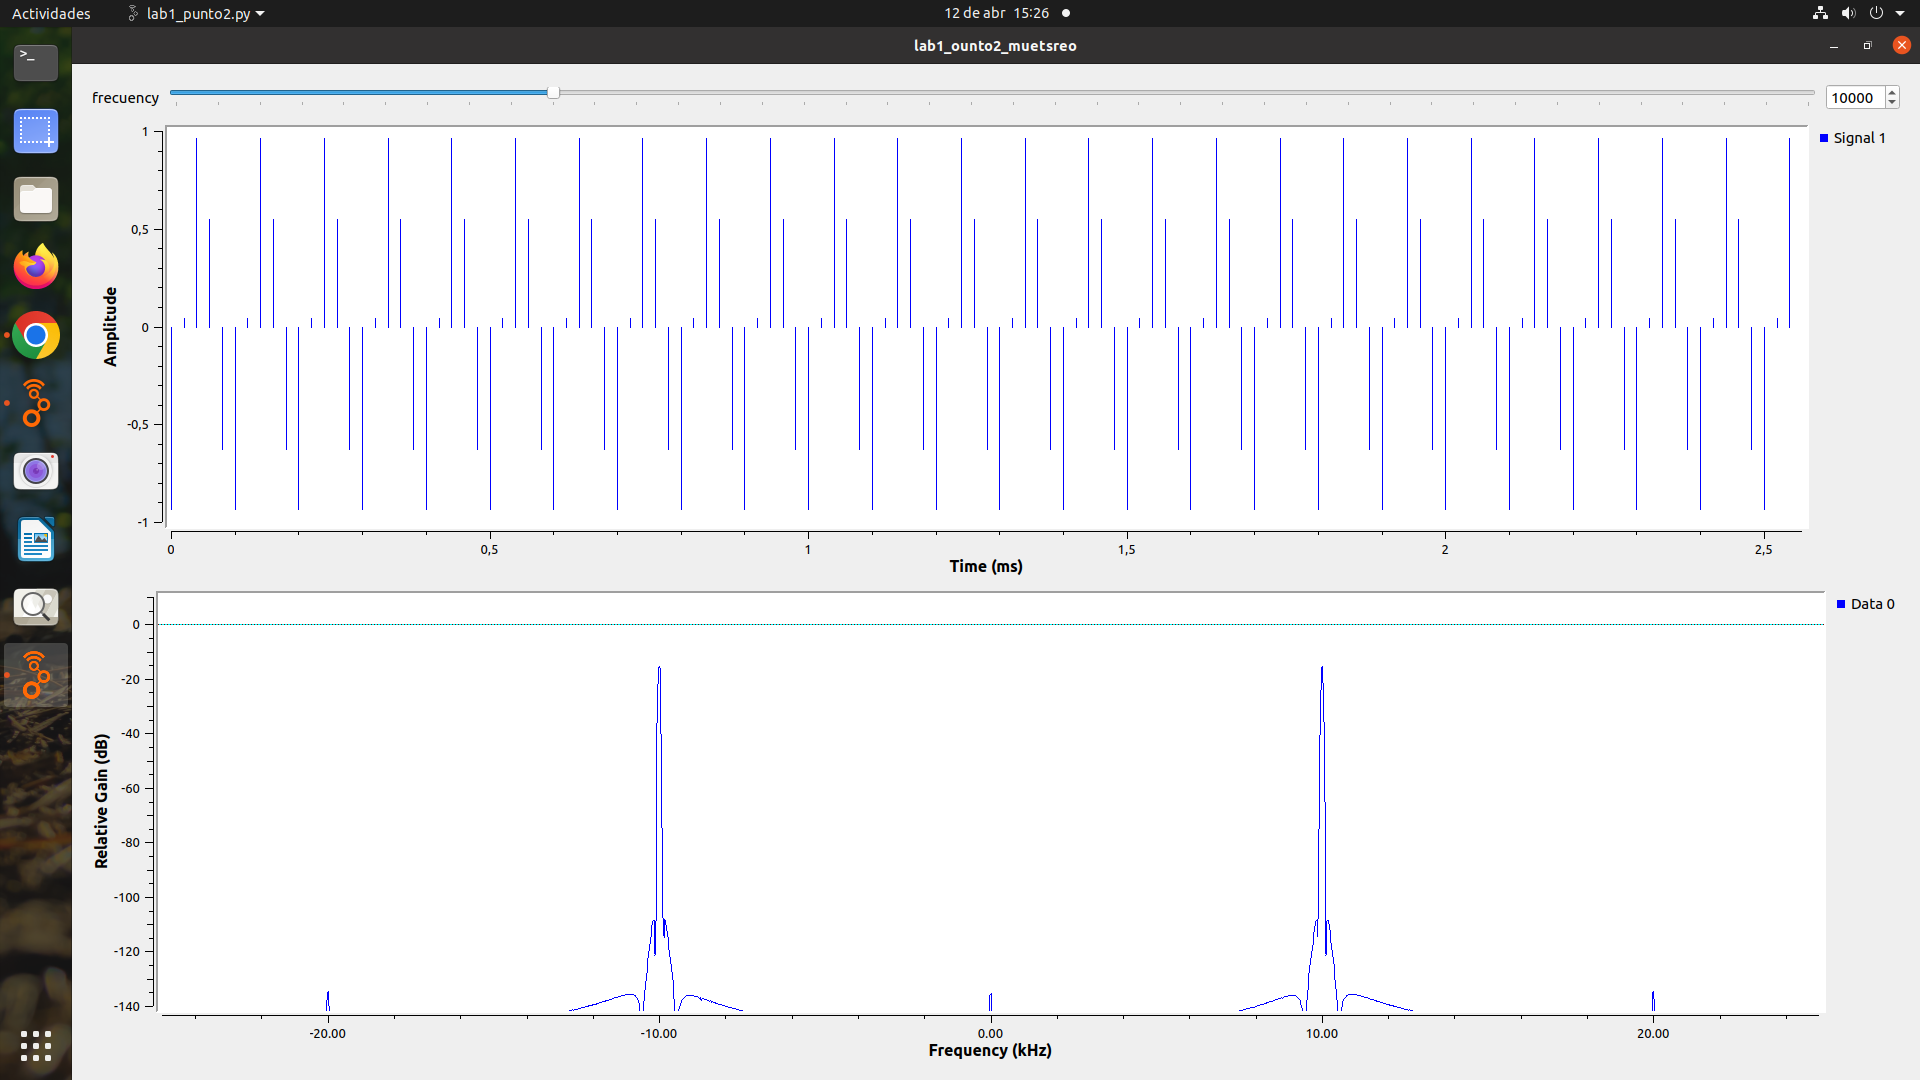 Actividades
lab1_punto2.py
12 de abr 15:26
lab1_ounto2_muetsreo
frecuency
10000
1
0,5
0
-0,5
-1
Amplitude
Signal 1
0
0,5
1
1,5
2
2,5
Time (ms)
0
-20
-40
-60
-80
-100
-120
-140
Relative Gain (dB)
Data 0
-20.00
-10.00
0.00
10.00
20.00
Frequency (kHz)